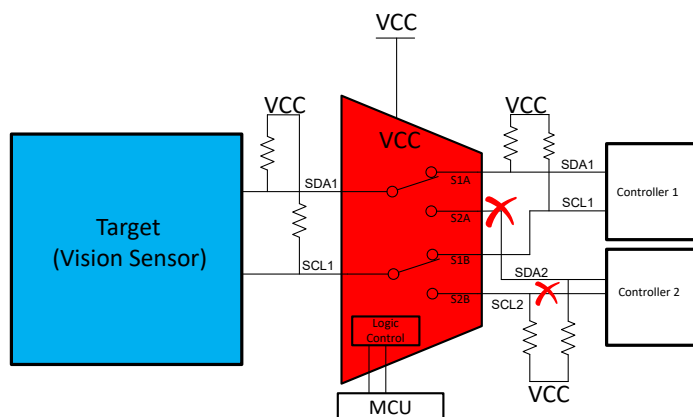 VCC
VCC
VCC
VCC
SDA1
S1A
SDA1
Controller 1
Target
(Vision Sensor)
S2A
SCL1
SCL1
S1B
SDA2
Controller 2
S2B
SCL2
Logic
Control
VCC
MCU